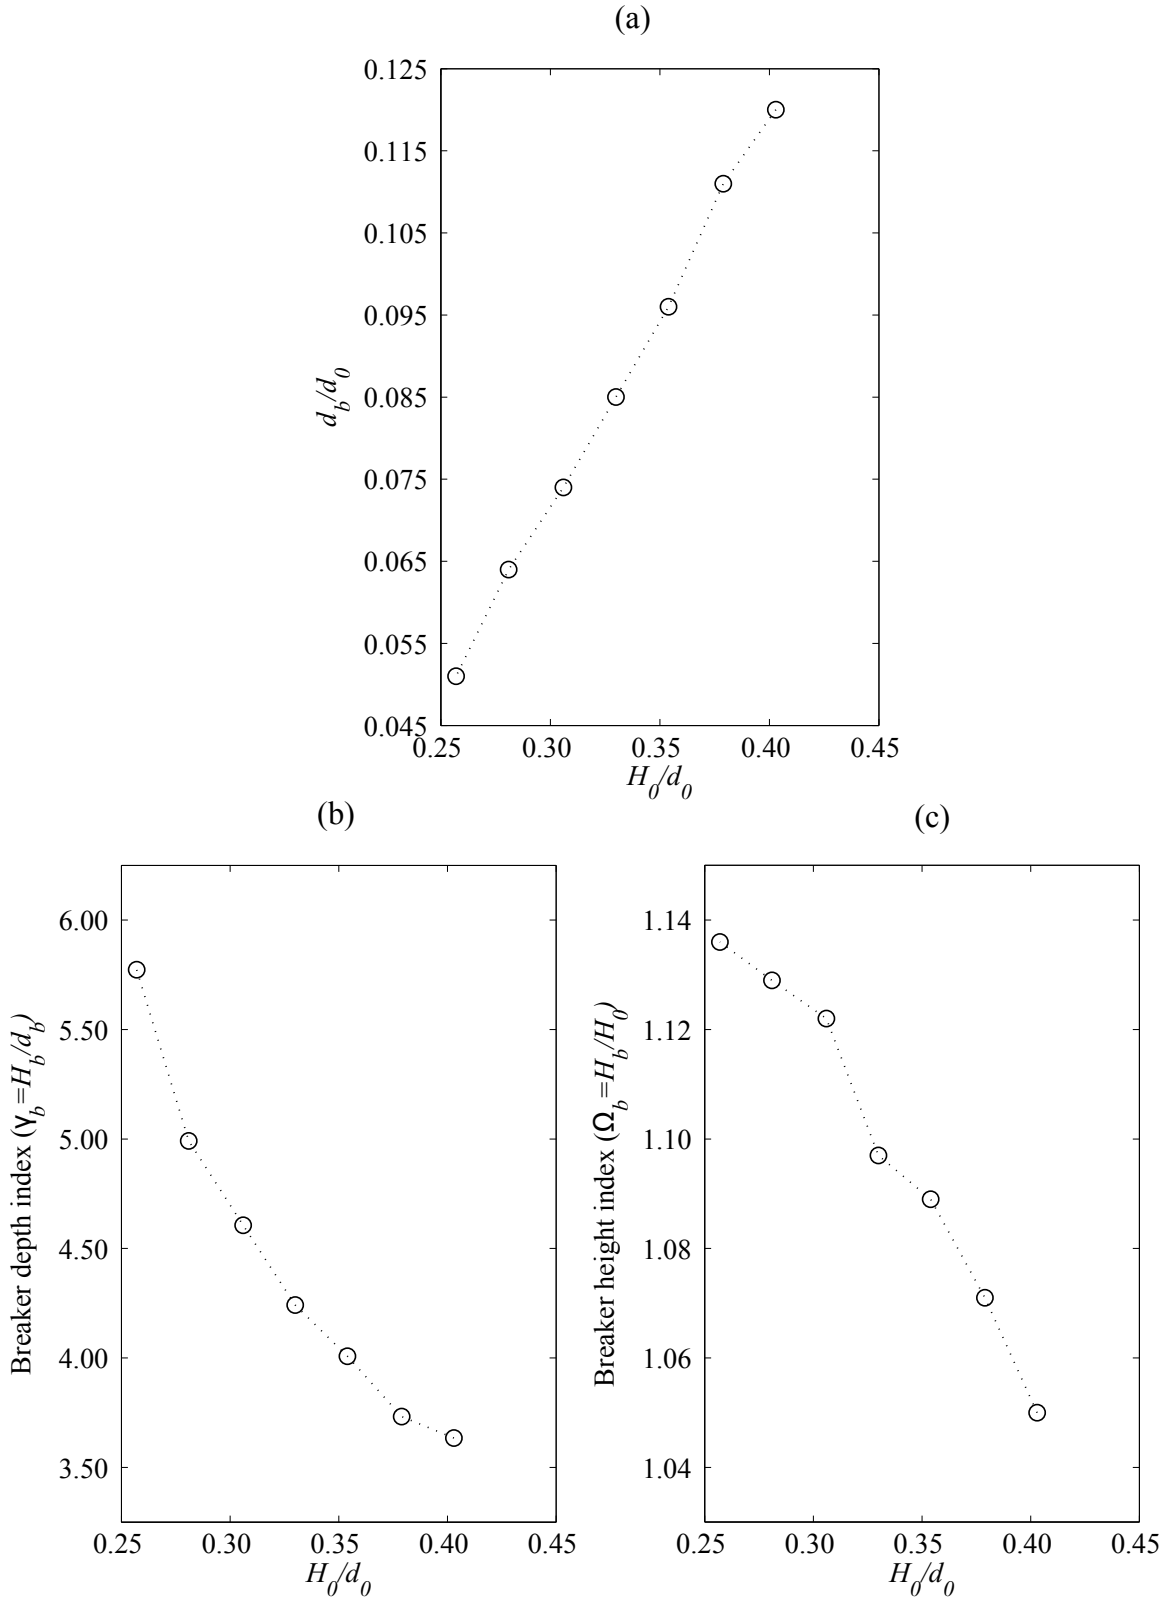 (a)
0.125
0.115
0.105
0.095
0.085
0.075
0.065
0.055
0.045
d_b/d_0
0.25 0.30 0.35 0.40 0.45
H_0/d_0
(b)
6.00
5.50
5.00
4.50
4.00
3.50
Breaker depth index (γ_b=H_b/d_b)
0.25 0.30 0.35 0.40 0.45
H_0/d_0
(c)
1.14
1.12
1.10
1.08
1.06
1.04
Breaker height index (Ω_b=H_b/H_0)
0.25 0.30 0.35 0.40 0.45
H_0/d_0